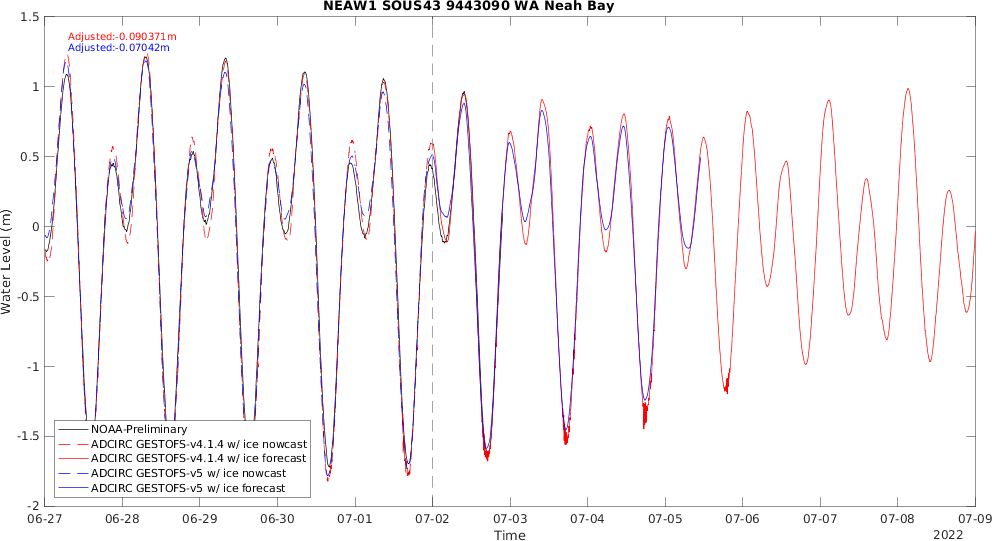 NEAW1 SOUS43 9443090 WA Neah Bay
Adjusted:-0.090371m
Adjusted:-0.07042m
1.5
1
0.5
0
-0.5
-1
-1.5
-2
Water Level (m)
NOAA-Preliminary
ADCIRC GESTOFS-v4.1.4 w/ ice nowcast
ADCIRC GESTOFS-v4.1.4 w/ ice forecast
ADCIRC GESTOFS-v5 w/ ice nowcast
ADCIRC GESTOFS-v5 w/ ice forecast
06-27 06-28 06-29 06-30 07-01 07-02 07-03 07-04 07-05 07-06 07-07 07-08 07-09
Time
2022